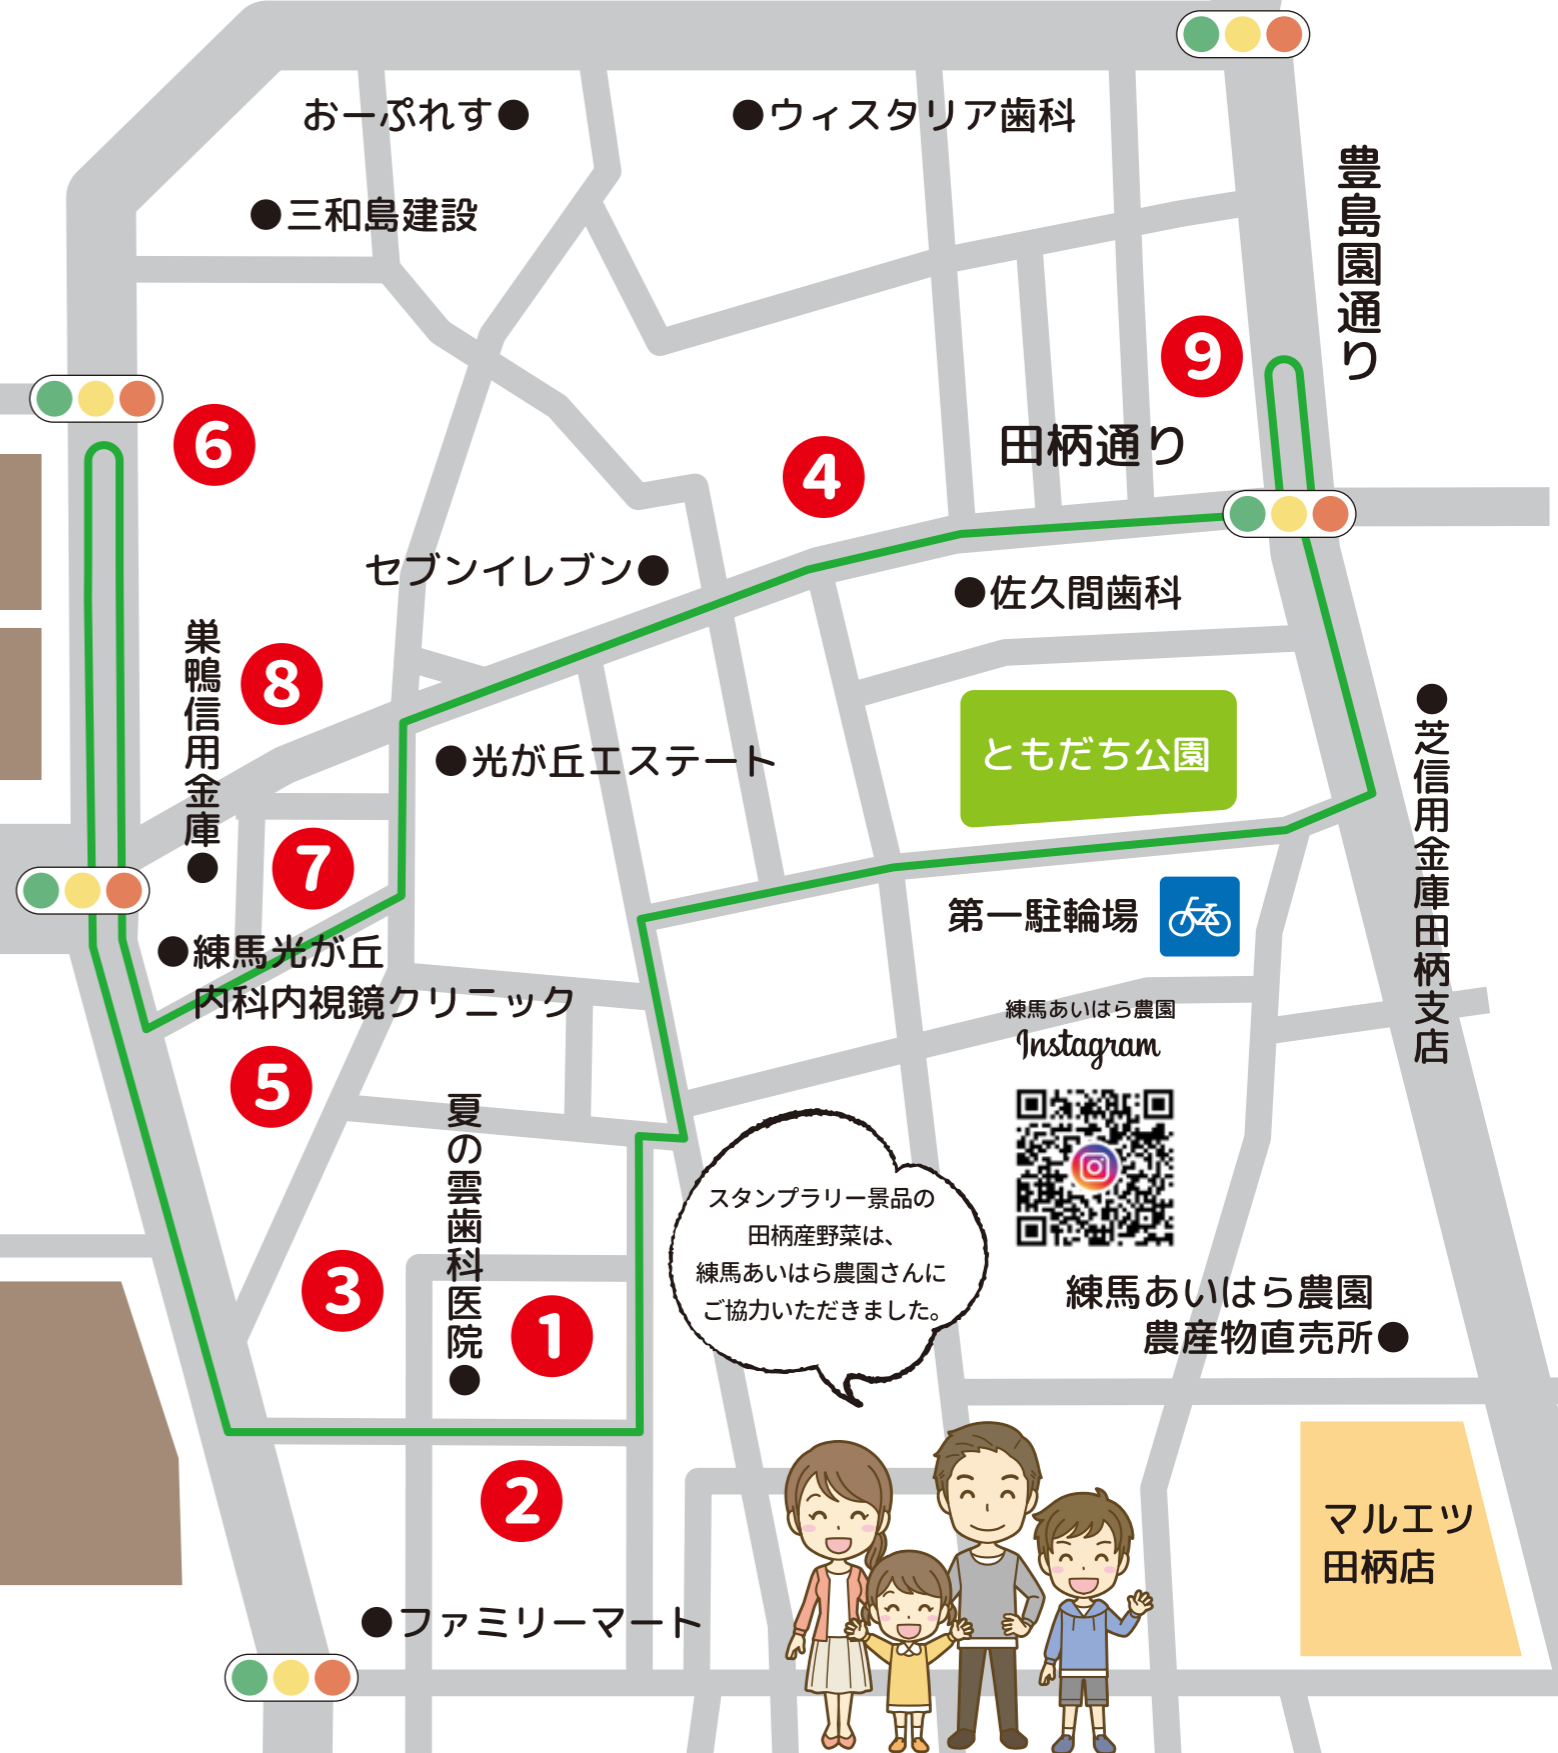 おーぷれす
ウィスタリア歯科
三和島建設
豊島園通り
9
6
4
田柄通り
セブンイレブン
佐久間歯科
巣鴨信用金庫
8
光が丘エステート
ともだち公園
芝信用金庫田柄支店
7
第一駐輪場
練馬光が丘
内科内視鏡クリニック
練馬あいはら農園
Instagram
5
夏の雲歯科医院
スタンプラリー景品の
田柄産野菜は、
練馬あいはら農園さんに
ご協力いただきました。
3
1
練馬あいはら農園
農産物直売所
2
マルエツ
田柄店
ファミリーマート